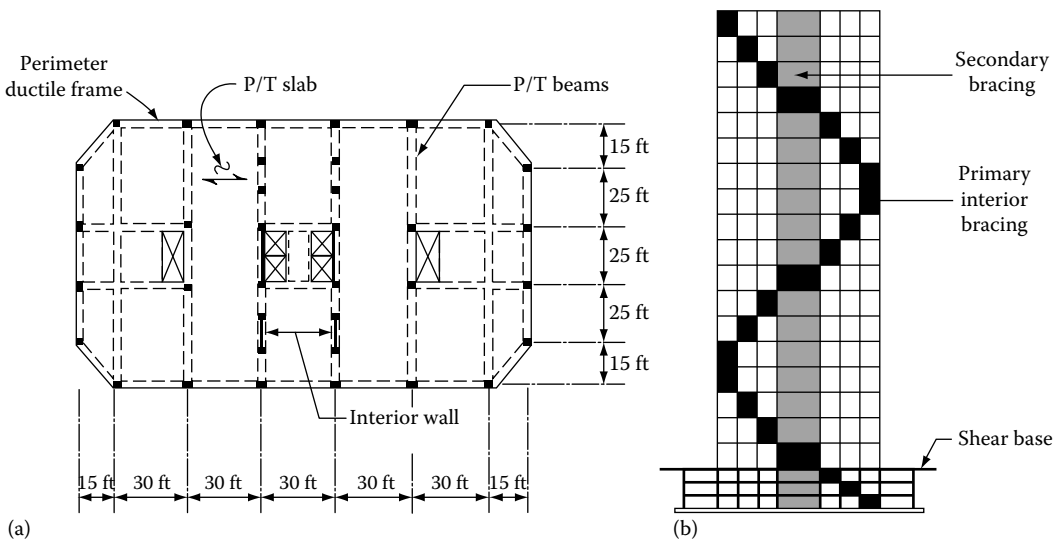 Perimeter
ductile frame
P/T slab
P/T beams
15 ft
25 ft
25 ft
25 ft
15 ft
Interior wall
15 ft
30 ft
30 ft
30 ft
30 ft
30 ft
15 ft
(a)
Secondary
bracing
Primary
interior
bracing
Shear base
(b)